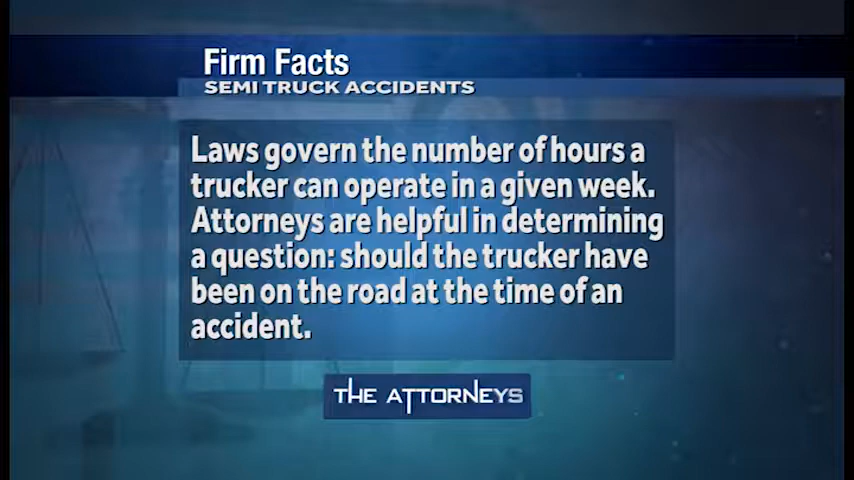 Firm Facts
SEMI TRUCK ACCIDENTS
Laws govern the number of hours a
trucker can operate in a given week.
Attorneys are helpful in determining
a question: should the trucker have
been on the road at the time of an
accident.
THE ATTORNEYS